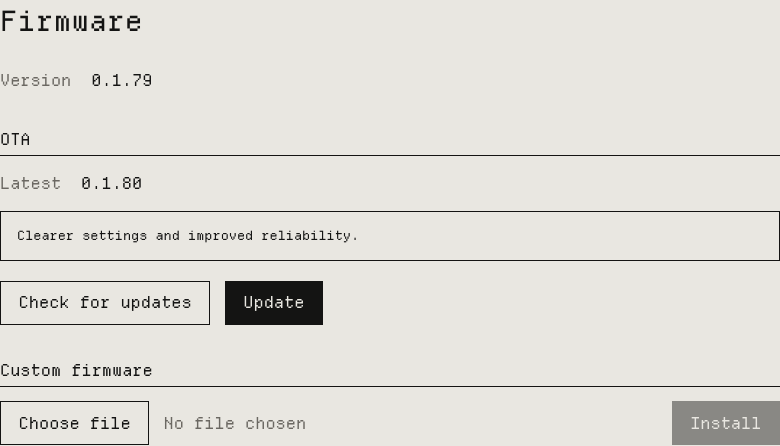 Firmware
Version 0.1.79
OTA
Latest 0.1.80
Clearer settings and improved reliability.
Check for updates Update
Custom firmware
Choose file No file chosen Install